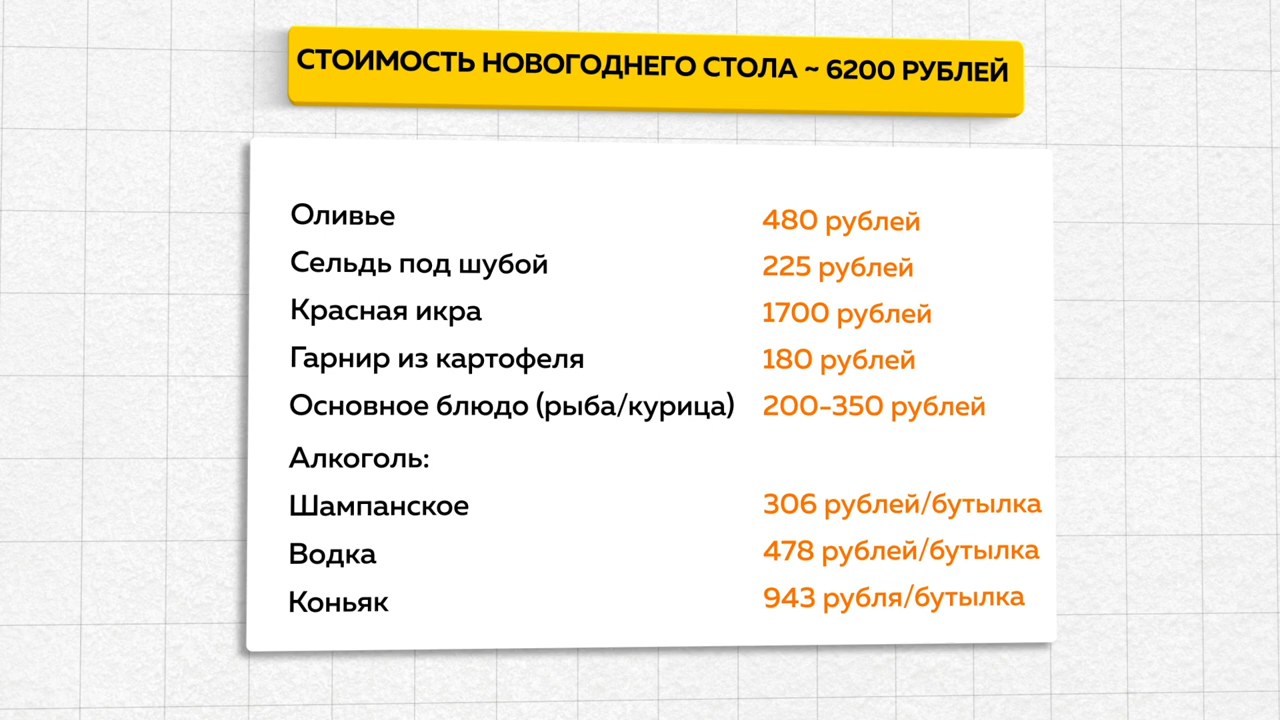 СТОИМОСТЬ НОВОГОДНЕГО СТОЛА ~ 6200 РУБЛЕЙ
Оливье 480 рублей
Сельдь под шубой 225 рублей
Красная икра 1700 рублей
Гарнир из картофеля 180 рублей
Основное блюдо (рыба/курица) 200-350 рублей
Алкоголь:
Шампанское 306 рублей/бутылка
Водка 478 рублей/бутылка
Коньяк 943 рубля/бутылка